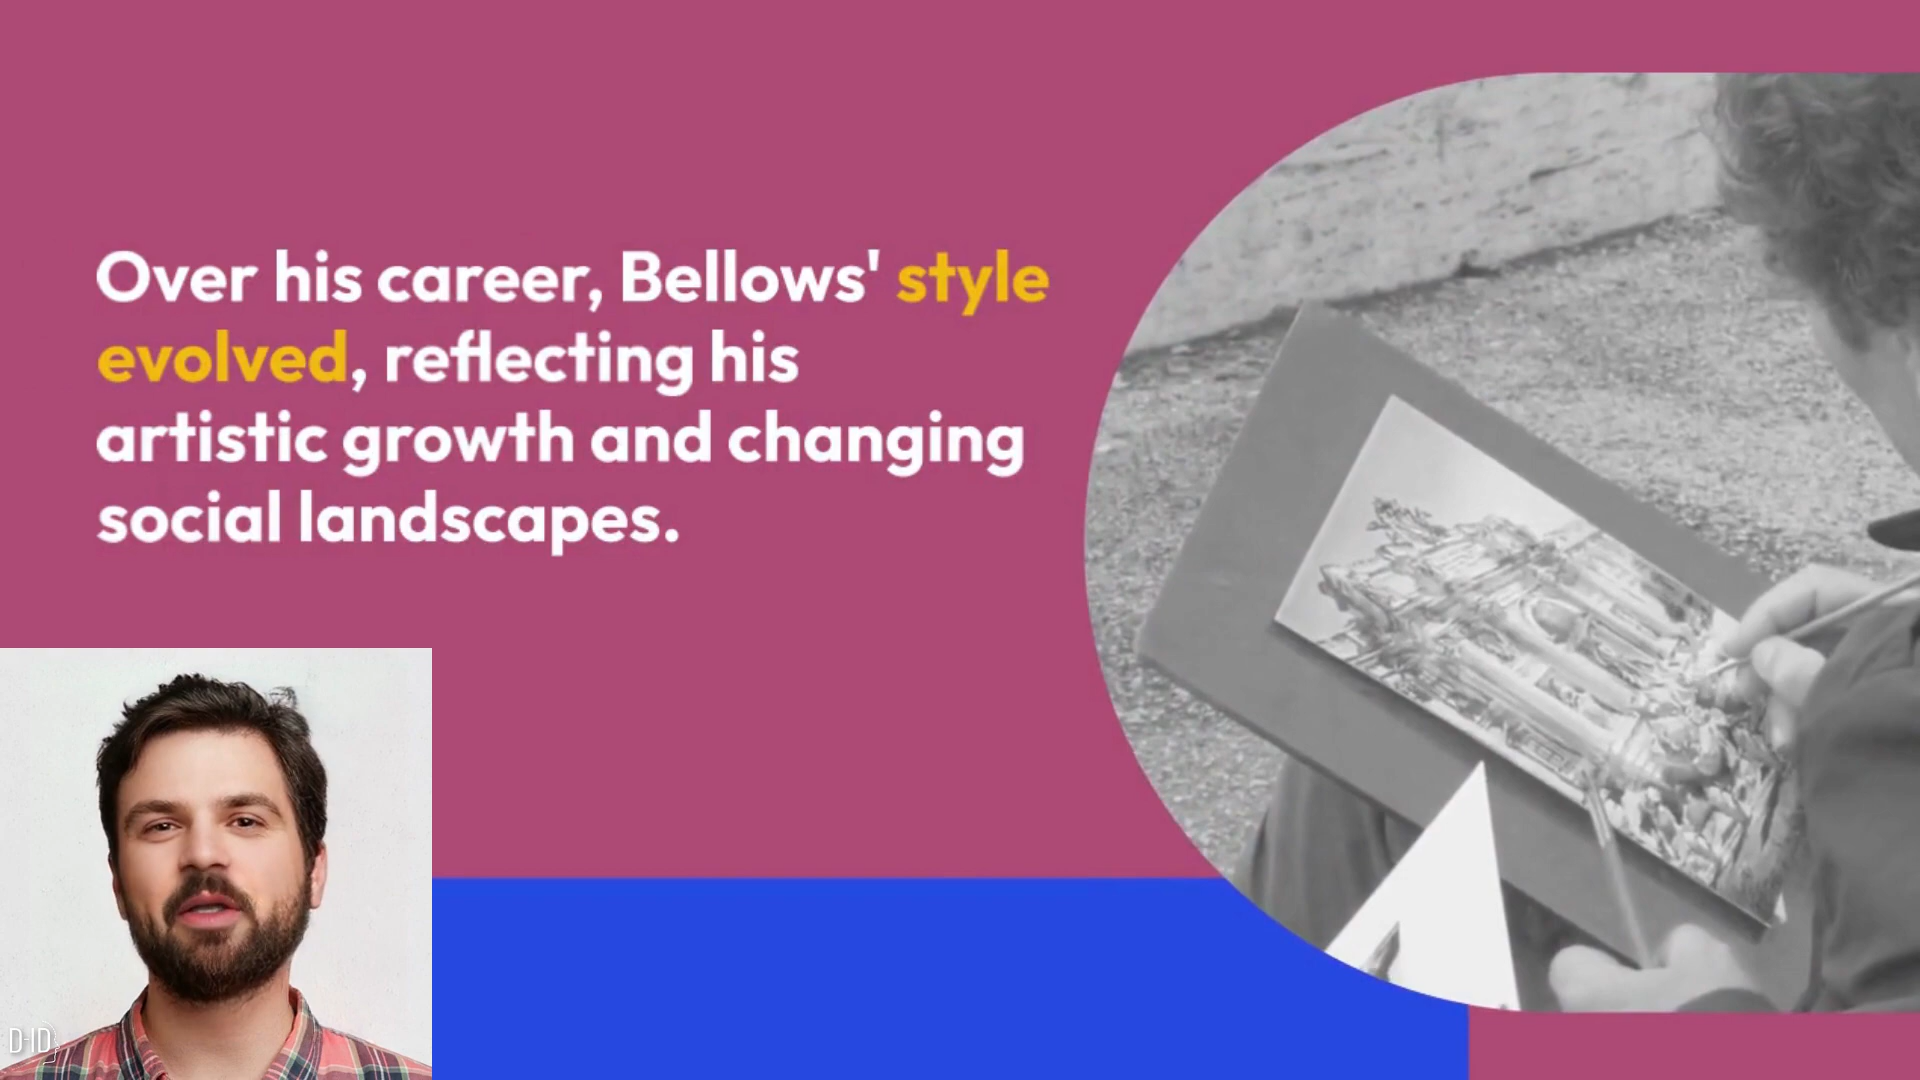 Over his career, Bellows' style
evolved, reflecting his
artistic growth and changing
social landscapes.
D-ID